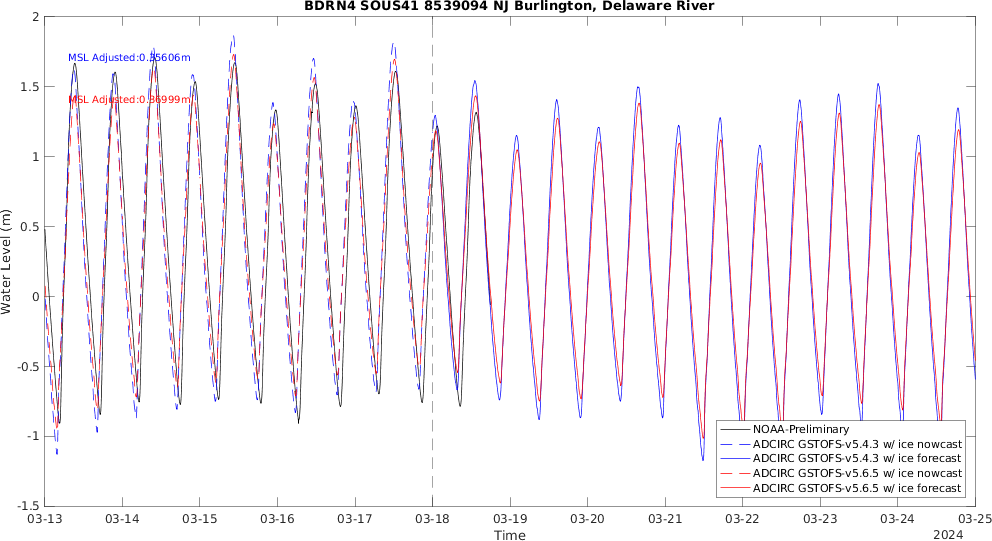 BDRN4 SOUS41 8539094 NJ Burlington, Delaware River
2
1.5
1
0.5
0
-0.5
-1
-1.5
Water Level (m)
MSL Adjusted:0.35606m
MSL Adjusted:0.36999m
NOAA-Preliminary
ADCIRC GSTOFS-v5.4.3 w/ ice nowcast
ADCIRC GSTOFS-v5.4.3 w/ ice forecast
ADCIRC GSTOFS-v5.6.5 w/ ice nowcast
ADCIRC GSTOFS-v5.6.5 w/ ice forecast
03-13 03-14 03-15 03-16 03-17 03-18 03-19 03-20 03-21 03-22 03-23 03-24 03-25
Time
2024